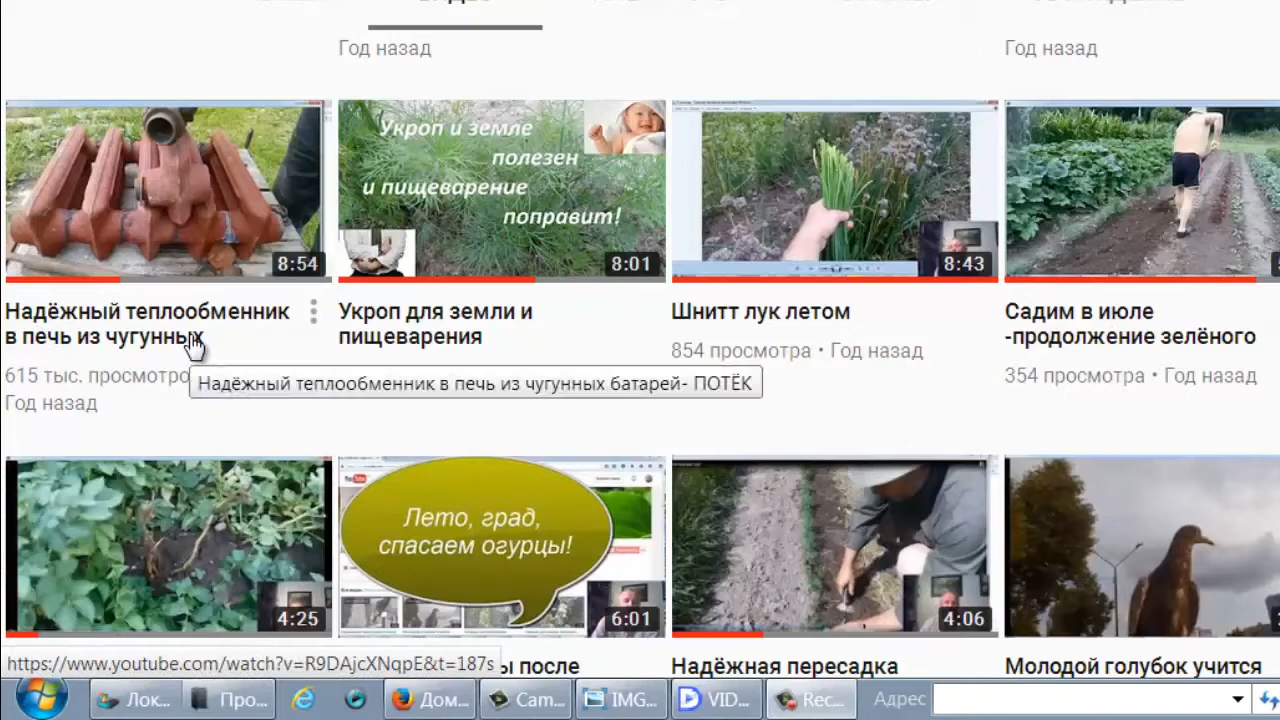 Год назад
Год назад
Укроп и земле
полезен
и пищеварение
поправит!
8:54
8:01
8:43
Надёжный теплообменник
в печь из чугунных
615 тыс. просмотро
Год назад
Укроп для земли и
пищеварения
Шнитт лук летом
854 просмотра • Год назад
Садим в июле
-продолжение зелёного
354 просмотра • Год назад
Надёжный теплообменник в печь из чугунных батарей- ПОТЁК
Лето, град,
спасаем огурцы!
4:25
6:01
4:06
https://www.youtube.com/watch?v=R9DAjcXNqpE&t=187s
ы после
Надёжная пересадка
Молодой голубок учится
Лок...
Про...
Дом...
Cam...
IMG...
VID...
Rec...
Адрес